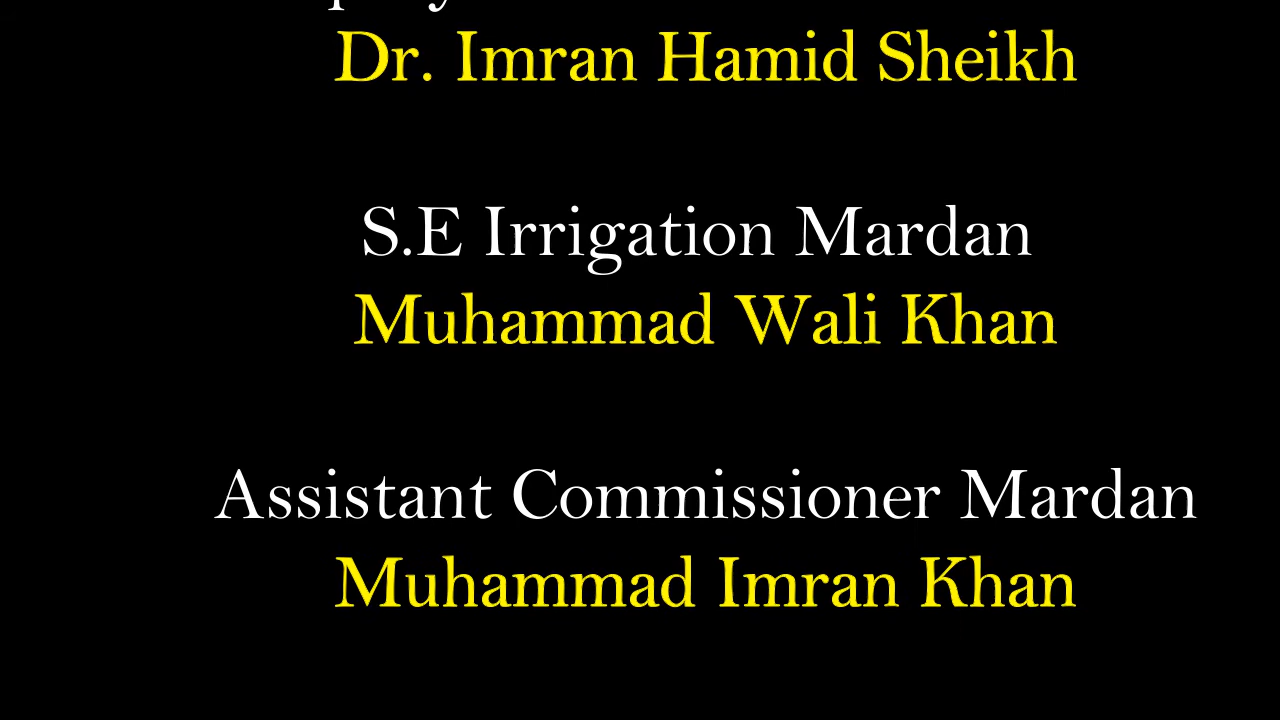 Dr. Imran Hamid Sheikh
S.E Irrigation Mardan
Muhammad Wali Khan
Assistant Commissioner Mardan
Muhammad Imran Khan